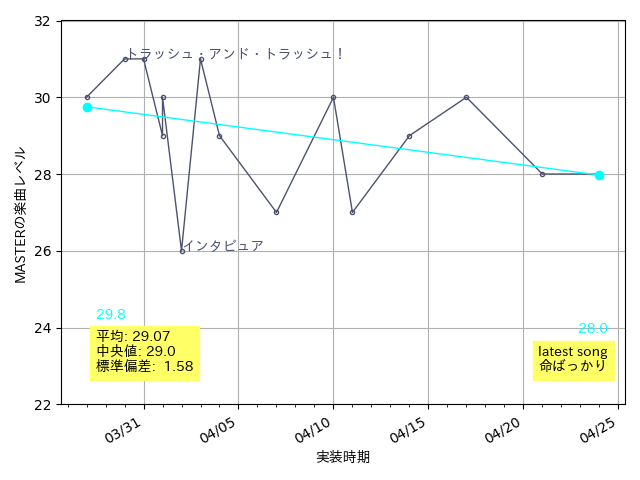 32
30
28
26
24
22
MASTERの楽曲レベル
トラッシュ・アンド・トラッシュ！
インタビュア
29.8
平均: 29.07
中央値: 29.0
標準偏差: 1.58
28.0
latest song
命ばっかり
03/31
04/05
04/10
04/15
04/20
04/25
実装時期